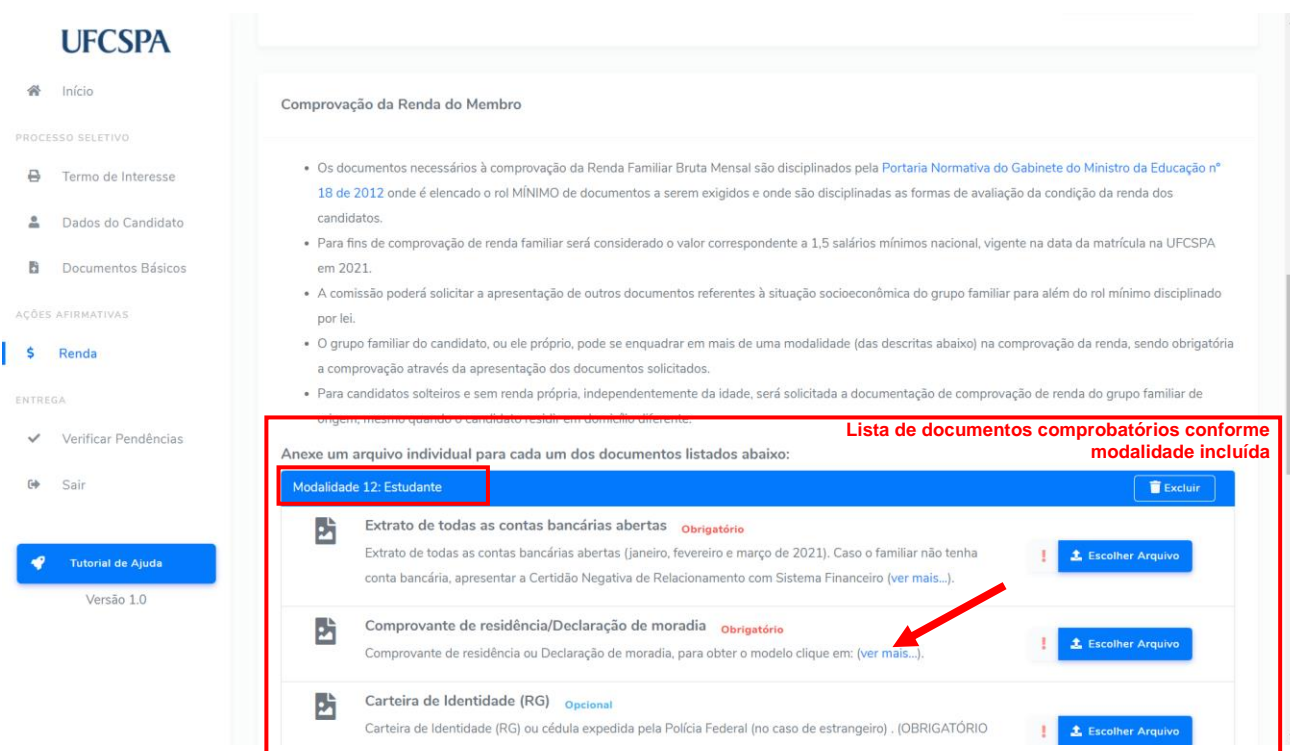 UFCSPA
Início
PROCESSO SELETIVO
Termo de Interesse
Dados do Candidato
Documentos Básicos
AÇÕES AFIRMATIVAS
$ Renda
ENTREGA
Verificar Pendências
Sair
Tutorial de Ajuda
Versão 1.0
Comprovação da Renda do Membro
• Os documentos necessários à comprovação da Renda Familiar Bruta Mensal são disciplinados pela Portaria Normativa do Gabinete do Ministro da Educação nº
18 de 2012 onde é elencado o rol MÍNIMO de documentos a serem exigidos e onde são disciplinadas as formas de avaliação da condição da renda dos
candidatos.
• Para fins de comprovação de renda familiar será considerado o valor correspondente a 1,5 salários mínimos nacional, vigente na data da matrícula na UFCSPA
em 2021.
• A comissão poderá solicitar a apresentação de outros documentos referentes à situação socioeconômica do grupo familiar para além do rol mínimo disciplinado
por lei.
• O grupo familiar do candidato, ou ele próprio, pode se enquadrar em mais de uma modalidade (das descritas abaixo) na comprovação da renda, sendo obrigatória
a comprovação através da apresentação dos documentos solicitados.
• Para candidatos solteiros e sem renda própria, independentemente da idade, será solicitada a documentação de comprovação de renda do grupo familiar de
origem, mesmo quando o candidato residir em domicílio diferente.
Lista de documentos comprobatórios conforme
modalidade incluída
Anexe um arquivo individual para cada um dos documentos listados abaixo:
Modalidade 12: Estudante
Excluir
Extrato de todas as contas bancárias abertas Obrigatório
Extrato de todas as contas bancárias abertas (janeiro, fevereiro e março de 2021). Caso o familiar não tenha
conta bancária, apresentar a Certidão Negativa de Relacionamento com Sistema Financeiro (ver mais...).
! Escolher Arquivo
Comprovante de residência/Declaração de moradia Obrigatório
Comprovante de residência ou Declaração de moradia, para obter o modelo clique em: (ver mais...).
! Escolher Arquivo
Carteira de Identidade (RG) Opcional
Carteira de Identidade (RG) ou cédula expedida pela Polícia Federal (no caso de estrangeiro) . (OBRIGATÓRIO
! Escolher Arquivo